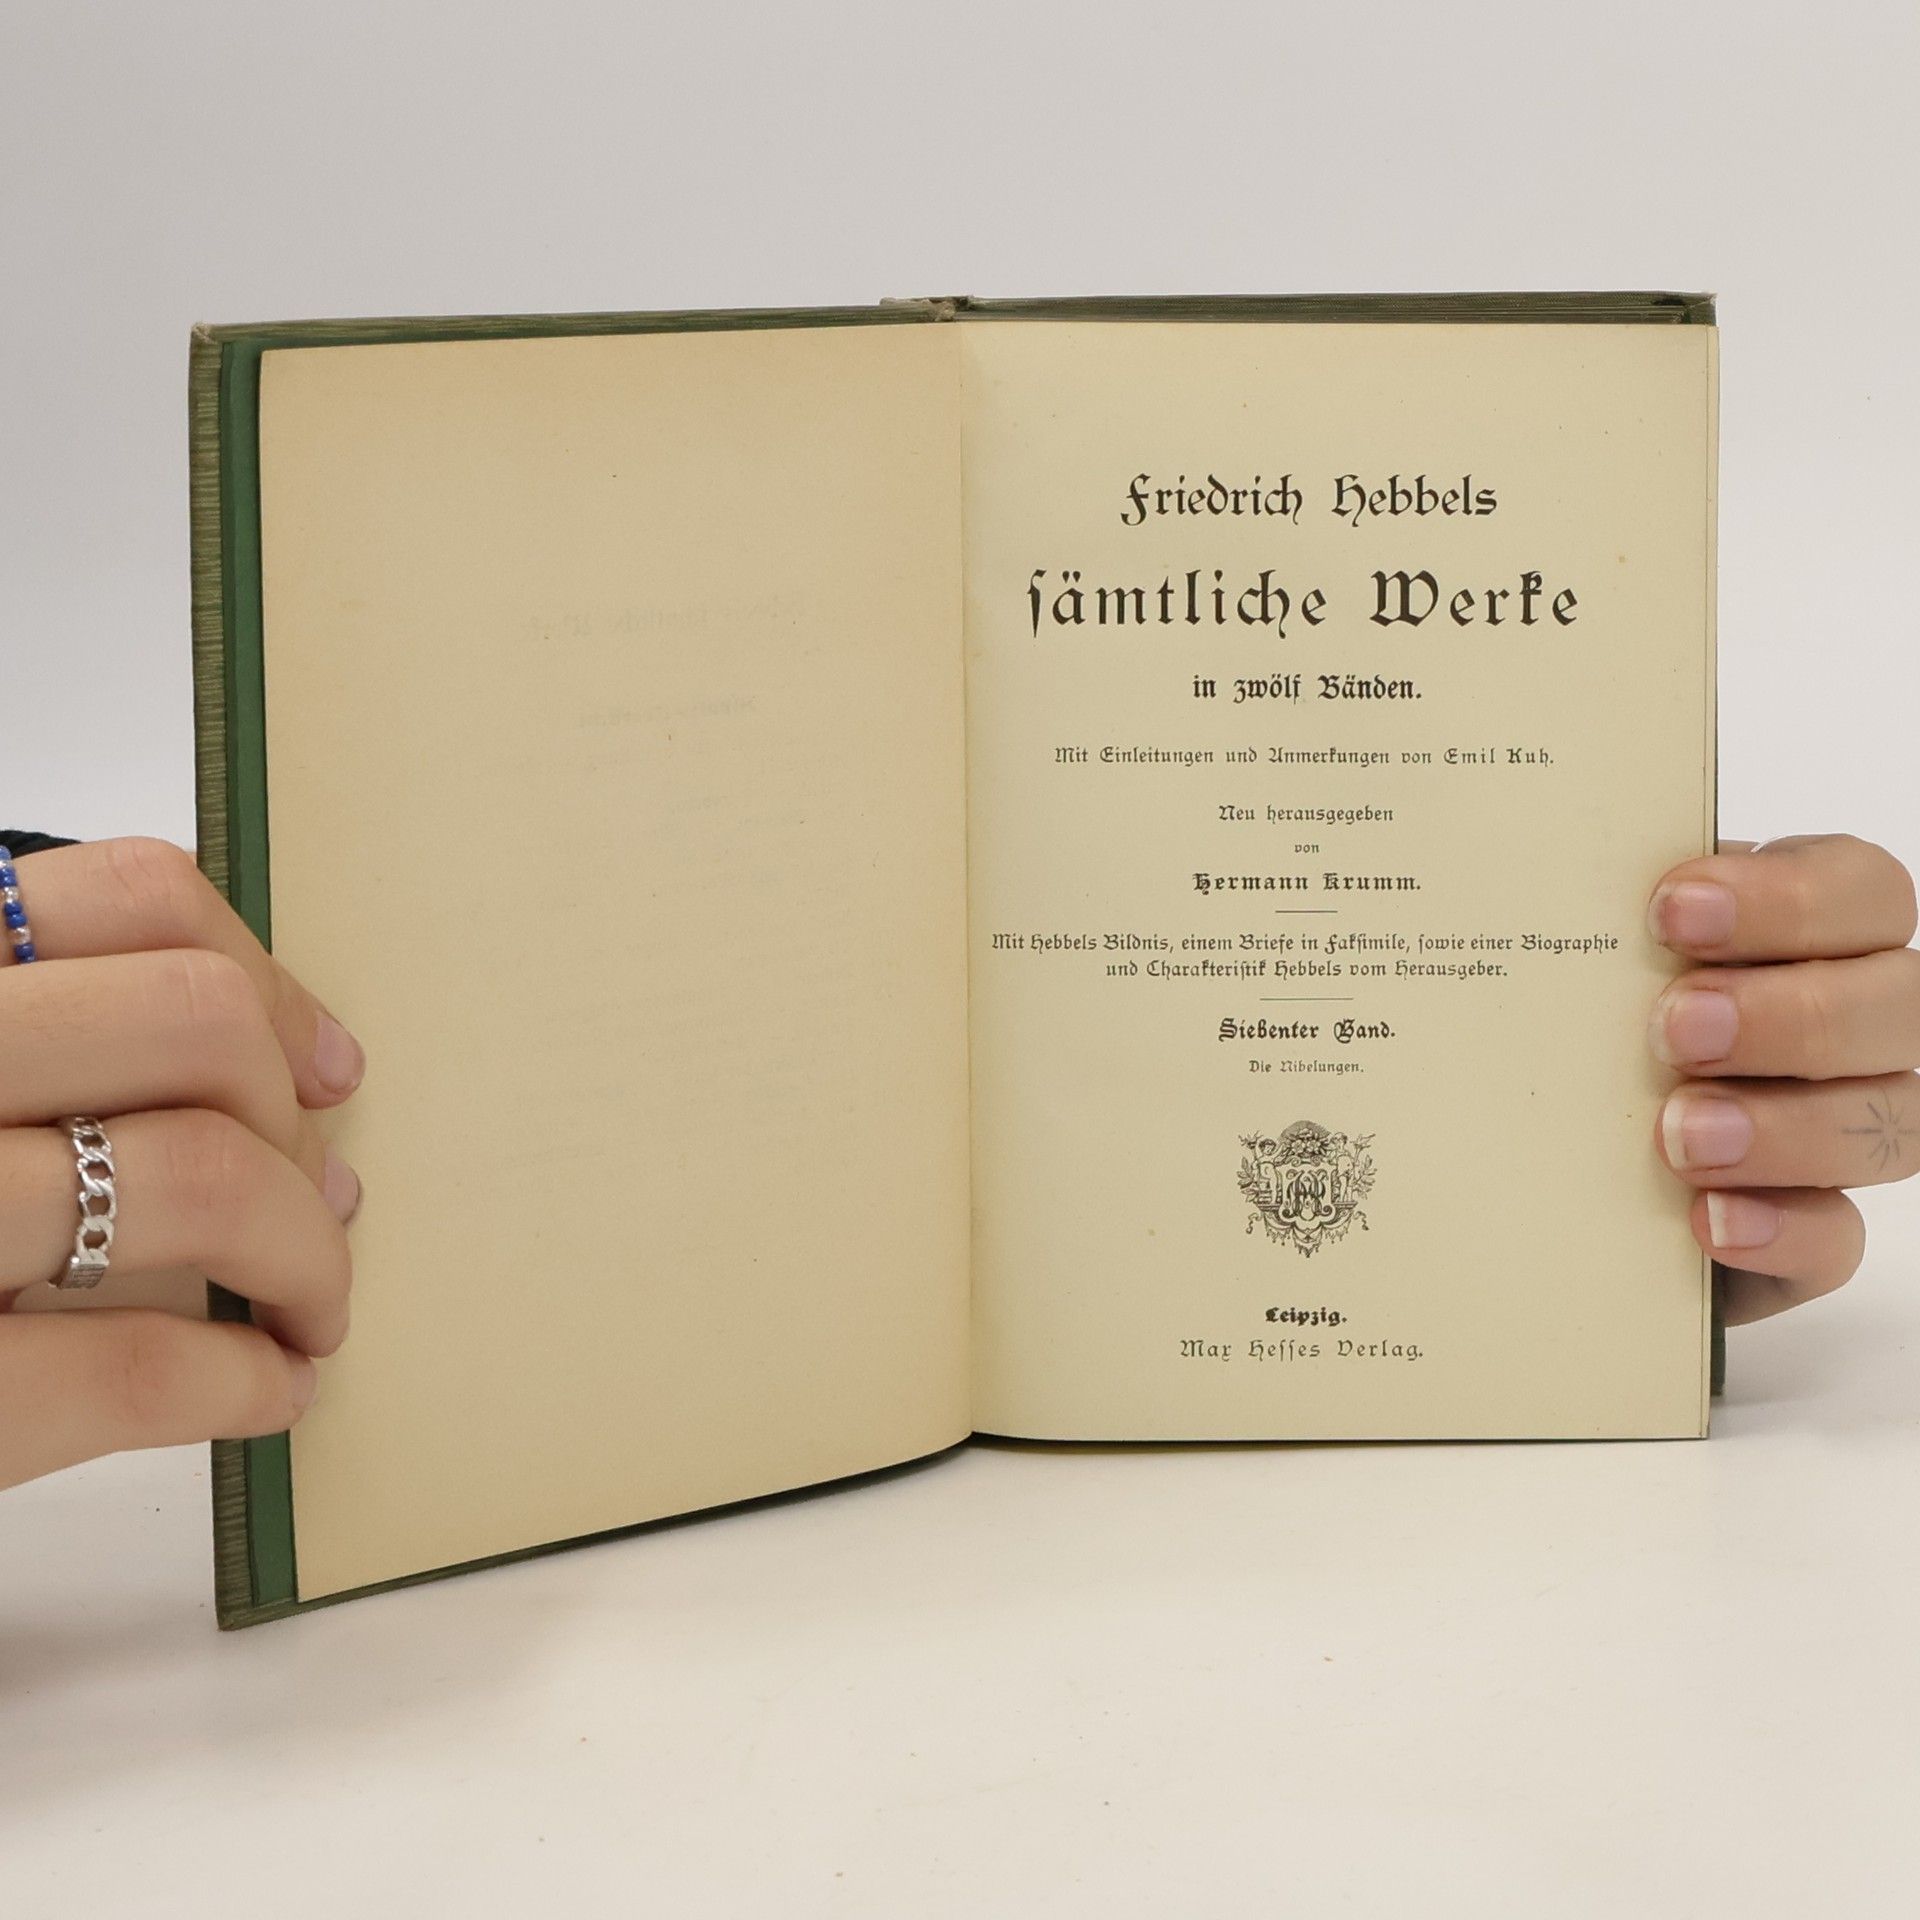 Friedrich Hebbels
ſämtliche Werke
in zwölf Bänden.
Mit Einleitungen und Anmerkungen von Emil Kuh.
Neu herausgegeben
von
Hermann Krumm.
Mit Hebbels Bildnis, einem Briefe in Fakſimile, ſowie einer Biographie
und Charakteriſtik Hebbels vom Herausgeber.
Siebenter Band.
Die Nibelungen.
Leipzig.
Max Heſſes Verlag.